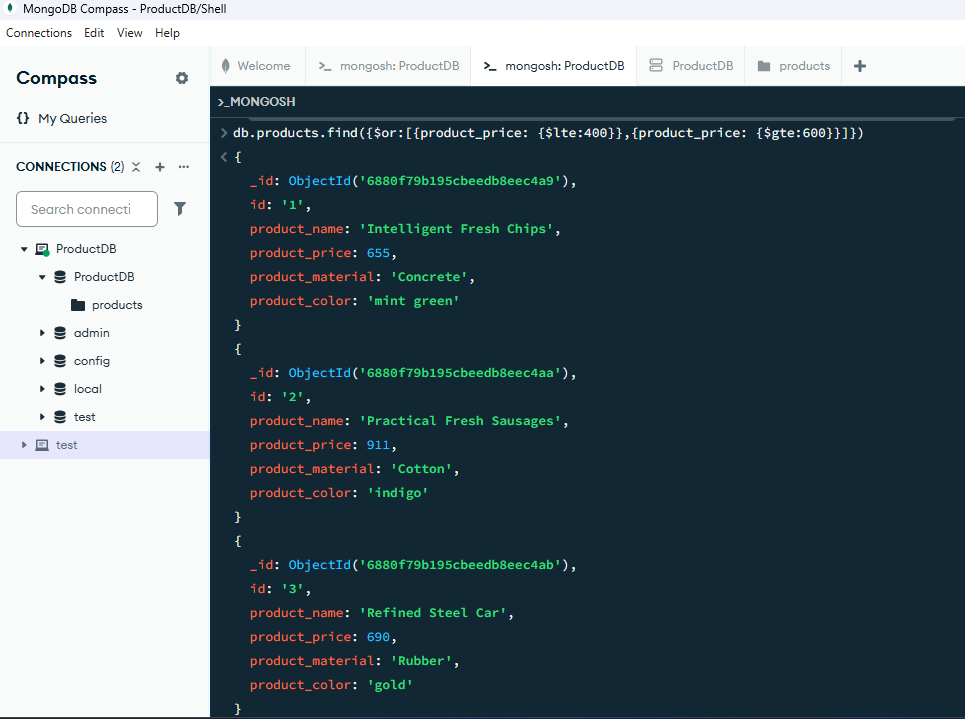 MongoDB Compass - ProductDB/Shell
Connections Edit View Help
Compass
{} My Queries
CONNECTIONS (2)
Search connecti
ProductDB
ProductDB
products
admin
config
local
test
test
Welcome >_ mongosh: ProductDB >_ mongosh: ProductDB ProductDB products +
>_MONGOSH
> db.products.find({$or:[{product_price: {$lte:400}},{product_price: {$gte:600}}]})
< {
_id: ObjectId('6880f79b195cbeedb8eec4a9'),
id: '1',
product_name: 'Intelligent Fresh Chips',
product_price: 655,
product_material: 'Concrete',
product_color: 'mint green'
}
{
_id: ObjectId('6880f79b195cbeedb8eec4aa'),
id: '2',
product_name: 'Practical Fresh Sausages',
product_price: 911,
product_material: 'Cotton',
product_color: 'indigo'
}
{
_id: ObjectId('6880f79b195cbeedb8eec4ab'),
id: '3',
product_name: 'Refined Steel Car',
product_price: 690,
product_material: 'Rubber',
product_color: 'gold'
}